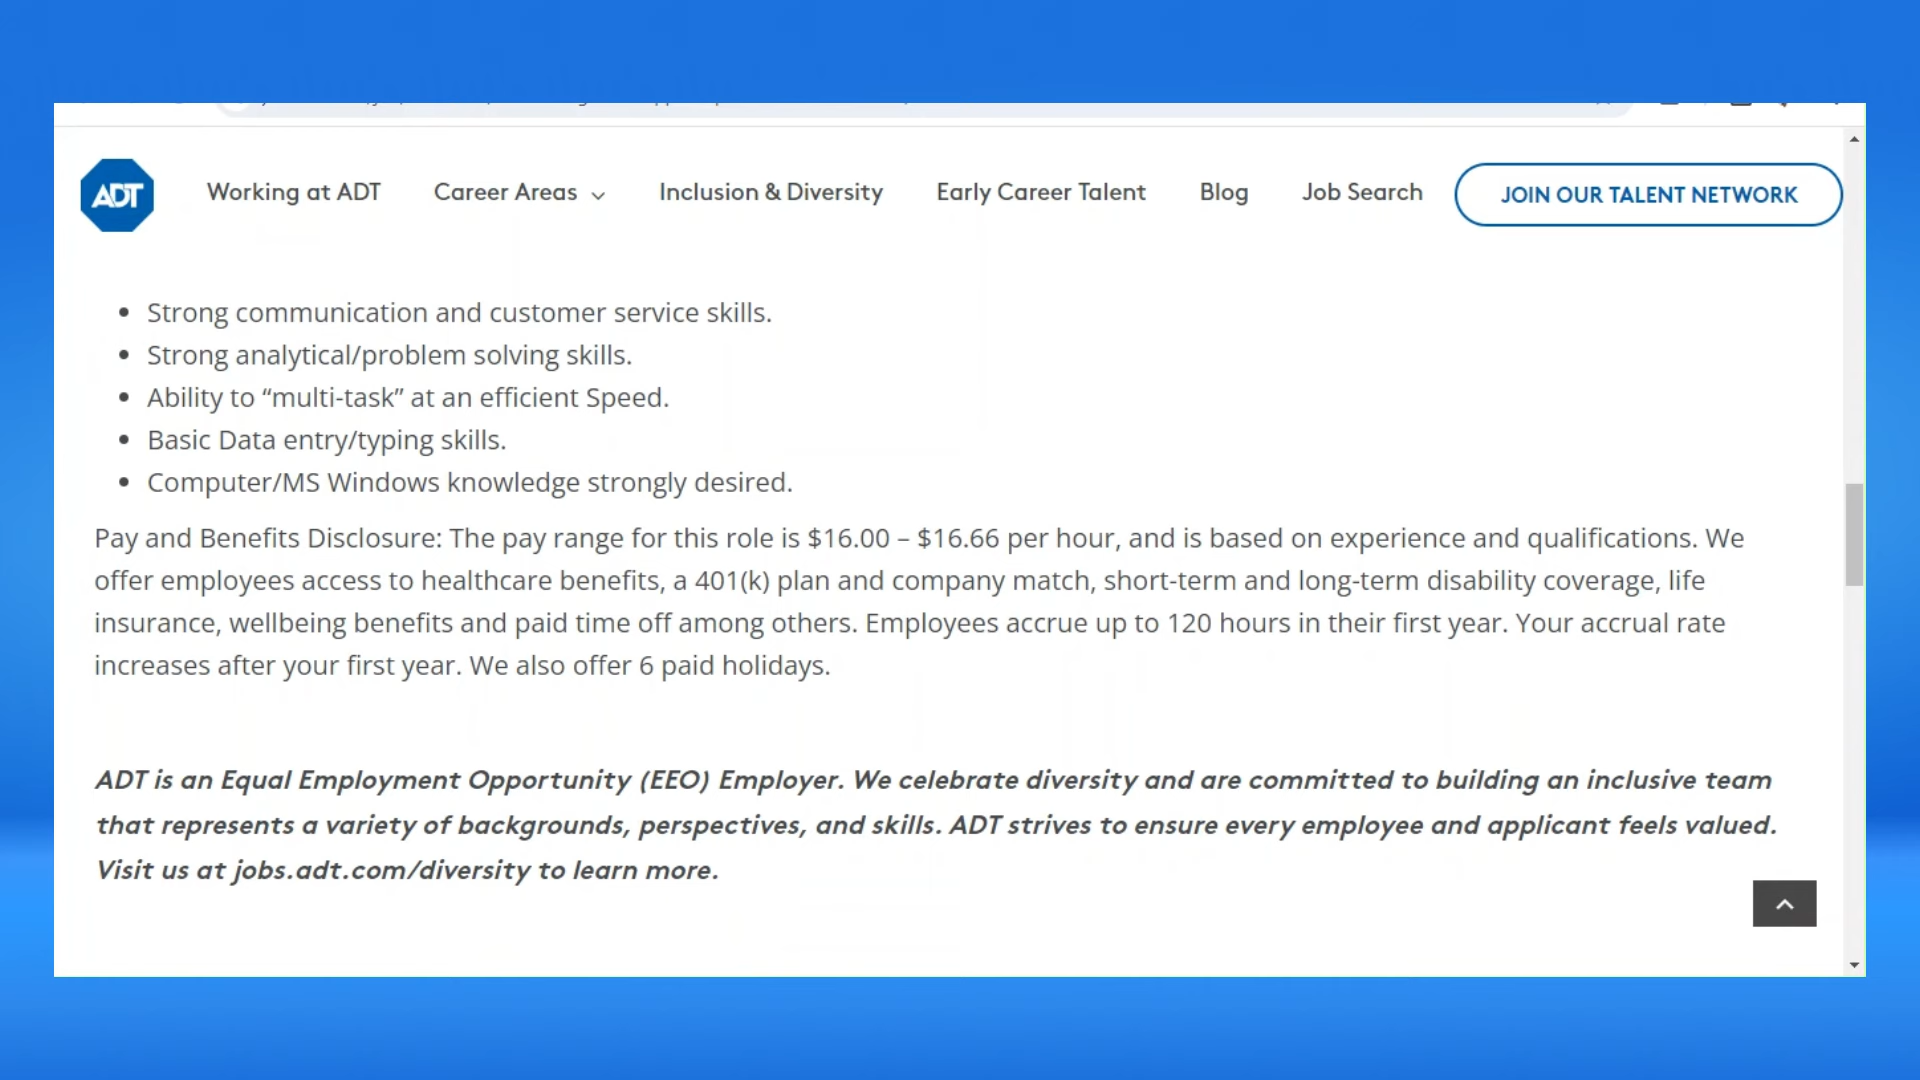 ADT
Working at ADT Career Areas Inclusion & Diversity Early Career Talent Blog Job Search JOIN OUR TALENT NETWORK
• Strong communication and customer service skills.
• Strong analytical/problem solving skills.
• Ability to “multi-task” at an efficient Speed.
• Basic Data entry/typing skills.
• Computer/MS Windows knowledge strongly desired.
Pay and Benefits Disclosure: The pay range for this role is $16.00 – $16.66 per hour, and is based on experience and qualifications. We
offer employees access to healthcare benefits, a 401(k) plan and company match, short-term and long-term disability coverage, life
insurance, wellbeing benefits and paid time off among others. Employees accrue up to 120 hours in their first year. Your accrual rate
increases after your first year. We also offer 6 paid holidays.
ADT is an Equal Employment Opportunity (EEO) Employer. We celebrate diversity and are committed to building an inclusive team
that represents a variety of backgrounds, perspectives, and skills. ADT strives to ensure every employee and applicant feels valued.
Visit us at jobs.adt.com/diversity to learn more.